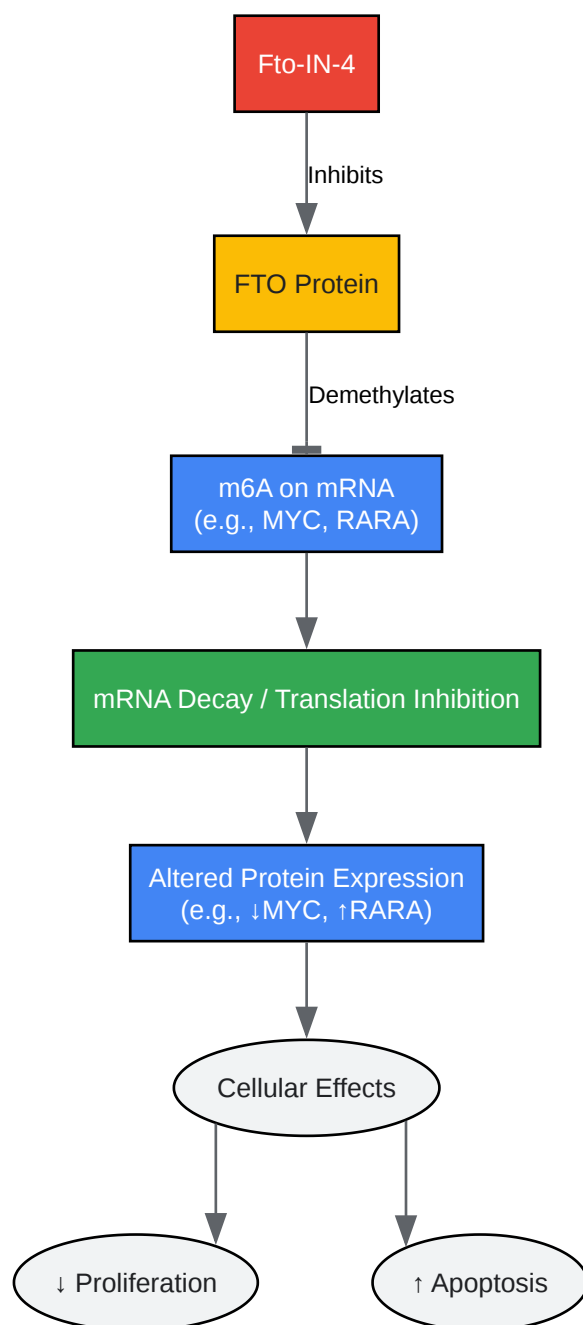 Fto-IN-4
Inhibits
FTO Protein
Demethylates
m6A on mRNA
(e.g., MYC, RARA)
mRNA Decay / Translation Inhibition
Altered Protein Expression
(e.g., ↓MYC, ↑RARA)
Cellular Effects
↓ Proliferation
↑ Apoptosis